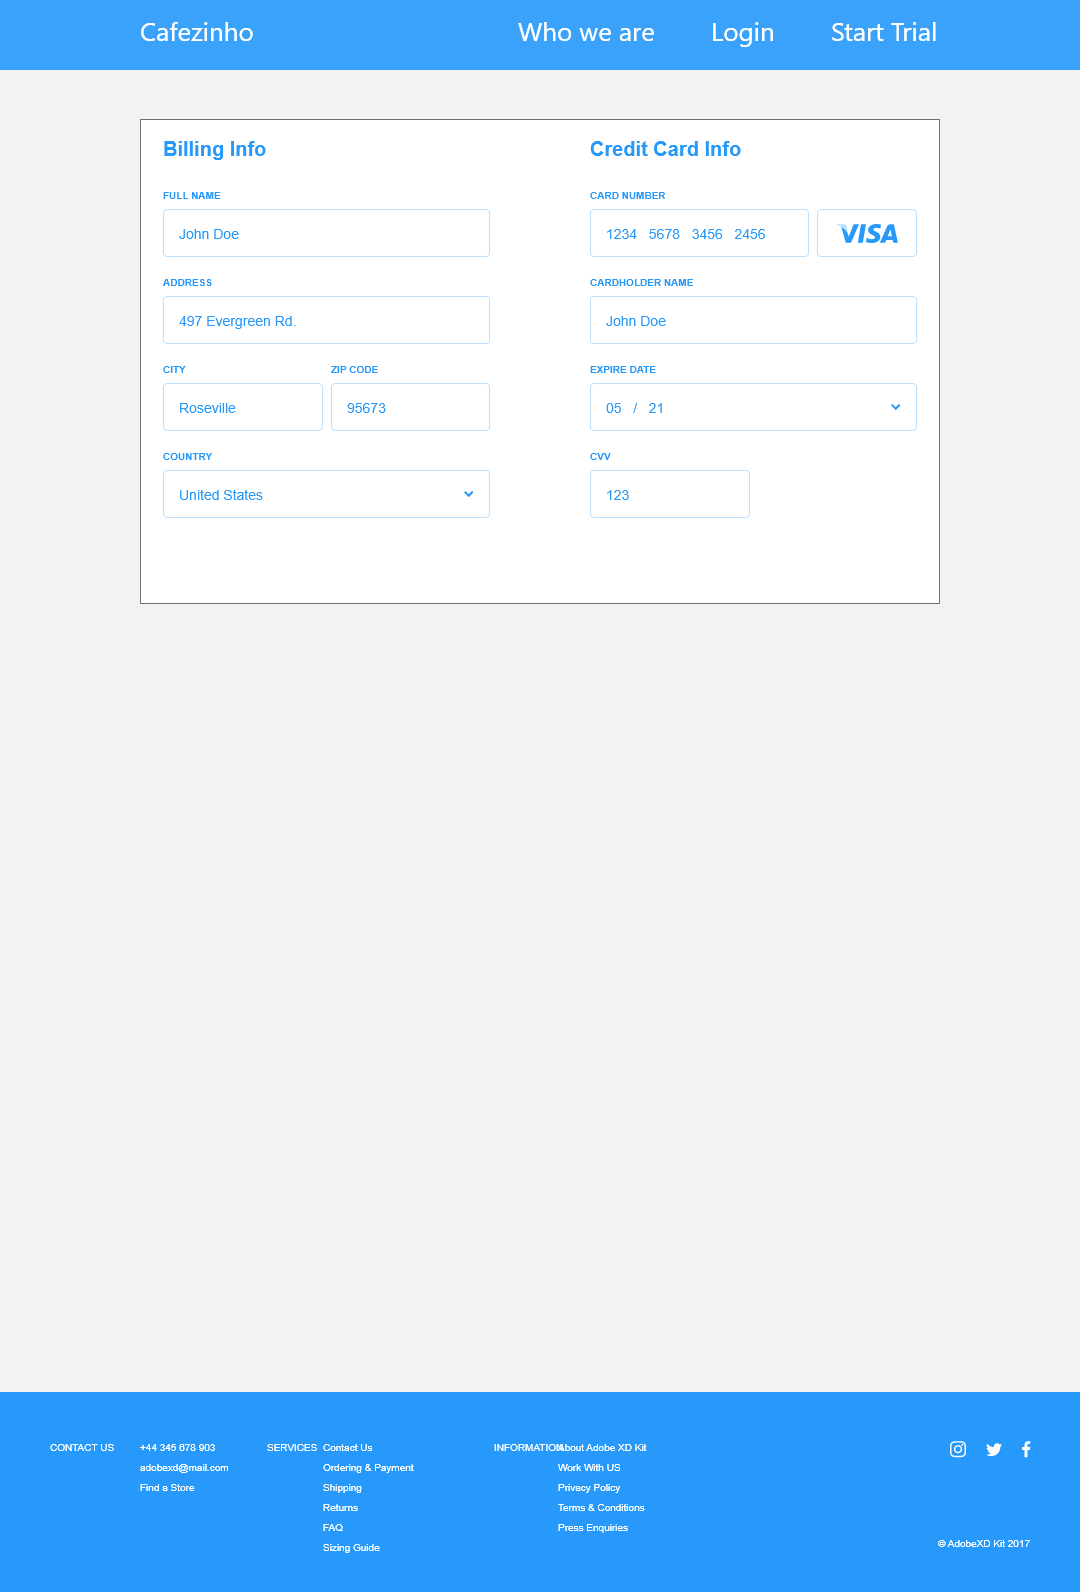 Cafezinho Who we are Login Start Trial
Billing Info
FULL NAME
John Doe
ADDRESS
497 Evergreen Rd.
CITY ZIP CODE
Roseville 95673
COUNTRY
United States
Credit Card Info
CARD NUMBER
1234 5678 3456 2456 VISA
CARDHOLDER NAME
John Doe
EXPIRE DATE
05 / 21
CVV
123
CONTACT US
+44 345 678 903
adobexd@mail.com
Find a Store
SERVICES
Contact Us
Ordering & Payment
Shipping
Returns
FAQ
Sizing Guide
INFORMATION
About Adobe XD Kit
Work With US
Privacy Policy
Terms & Conditions
Press Enquiries
© AdobeXD Kit 2017